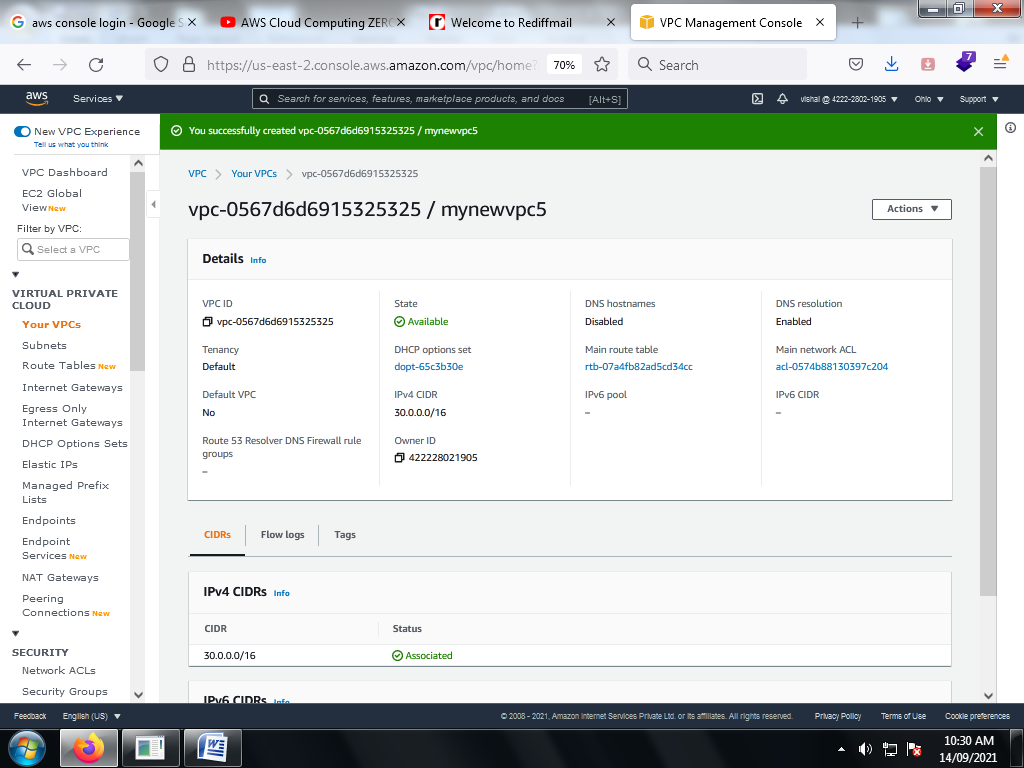 aws console login - Google S
AWS Cloud Computing ZERO
Welcome to Rediffmail
VPC Management Console
https://us-east-2.console.aws.amazon.com/vpc/home?
70%
Search
7
aws
Services
Search for services, features, marketplace products, and docs
[Alt+S]
vishal @ 4222-2802-1905
Ohio
Support
New VPC Experience
Tell us what you think
You successfully created vpc-0567d6d6915325325 / mynewvpc5
VPC Dashboard
EC2 Global
View New
Filter by VPC:
Select a VPC
VIRTUAL PRIVATE
CLOUD
Your VPCs
Subnets
Route Tables New
Internet Gateways
Egress Only
Internet Gateways
DHCP Options Sets
Elastic IPs
Managed Prefix
Lists
Endpoints
Endpoint
Services New
NAT Gateways
Peering
Connections New
SECURITY
Network ACLs
Security Groups
VPC
Your VPCs
vpc-0567d6d6915325325
vpc-0567d6d6915325325 / mynewvpc5
Actions
Details Info
VPC ID
vpc-0567d6d6915325325
State
Available
DNS hostnames
Disabled
DNS resolution
Enabled
Tenancy
Default
DHCP options set
dopt-65c3b30e
Main route table
rtb-07a4fb82ad5cd34cc
Main network ACL
acl-0574b88130397c204
Default VPC
No
IPv4 CIDR
30.0.0.0/16
IPv6 pool
–
IPv6 CIDR
–
Route 53 Resolver DNS Firewall rule
groups
–
Owner ID
422228021905
CIDRs
Flow logs
Tags
IPv4 CIDRs Info
CIDR
Status
30.0.0.0/16
Associated
IPv6 CIDRs Info
Feedback
English (US)
© 2008 - 2021, Amazon Internet Services Private Ltd. or its affiliates. All rights reserved.
Privacy Policy
Terms of Use
Cookie preferences
10:30 AM
14/09/2021